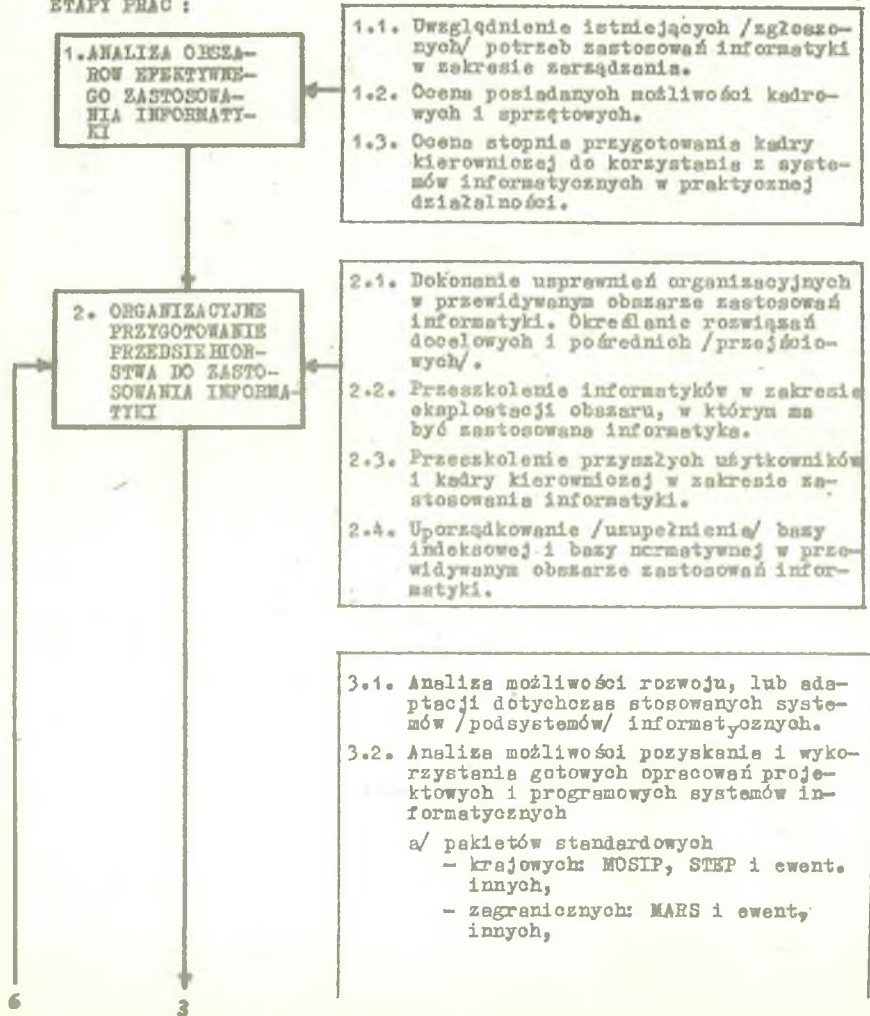 ETAPY PRAC :
1. ANALIZA OBSZA-
ROW EFEKTYWNE-
GO ZASTOSOWA-
NIA INFORMATY-
KI
1.1. Uwzględnienie istniejących /zgłoszo-
nych/ potrzeb zastosowań informatyki
w zakresie zarządzania.
1.2. Ocena posiadanych możliwości kadro-
wych i sprzętowych.
1.3. Ocena stopnia przygotowania kadry
kierowniczej do korzystania z syste-
mów informatycznych w praktycznej
działalności.
2. ORGANIZACYJNE
PRZYGOTOWANIE
PRZEDSIEBIOR-
STWA DO ZASTO-
SOWANIA INFORMA-
TYKI
2.1. Dokonanie usprawnień organizacyjnych
w przewidywanym obszarze zastosowań
informatyki. Określanie rozwiązań
docelowych i pośrednich /przejścio-
wych/.
2.2. Przeszkolenie informatyków w zakresie
eksploatacji obszaru, w którym ma
być zastosowana informatyka.
2.3. Przeszkolenie przyszłych użytkowników
i kadry kierowniczej w zakresie za-
stosowania informatyki.
2.4. Uporządkowanie /uzupełnienie/ bazy
indeksowej i bazy normatywnej w prze-
widywanym obszarze zastosowań infor-
matyki.
3.1. Analiza możliwości rozwoju, lub ada-
ptacji dotychczas stosowanych syste-
mów /podsystemów/ informatycznych.
3.2. Analiza możliwości pozyskania i wyko-
rzystania gotowych opracowań proje-
ktowych i programowych systemów in-
formatycznych
a/ pakietów standardowych
- krajowych: MOSIP, STEP i ewent.
innych,
- zagranicznych: MARS i ewent,
innych,
6
3